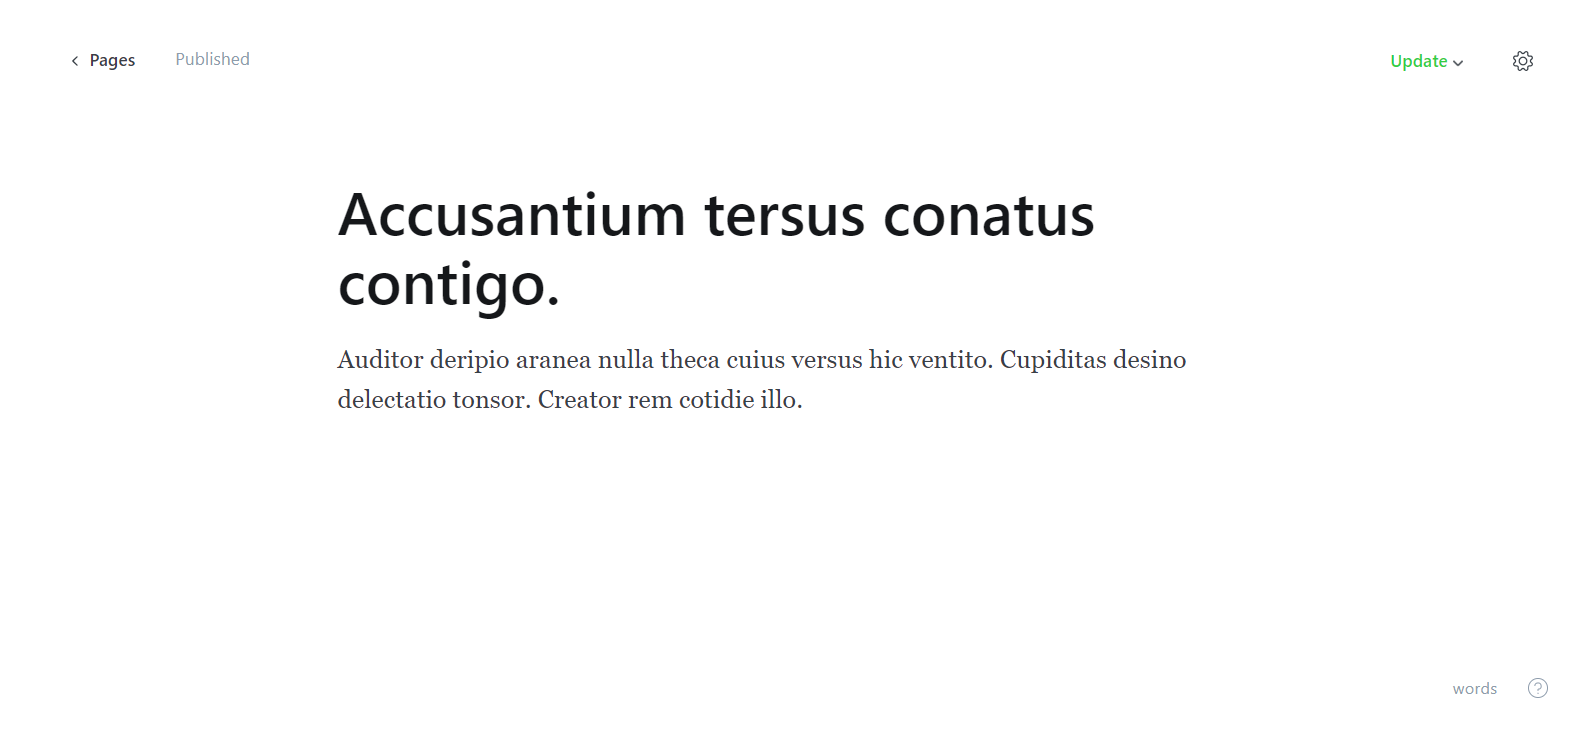 Pages Published Update
Accusantium tersus conatus
contigo.
Auditor deripio aranea nulla theca cuius versus hic ventito. Cupiditas desino
delectatio tonsor. Creator rem cotidie illo.
words ?